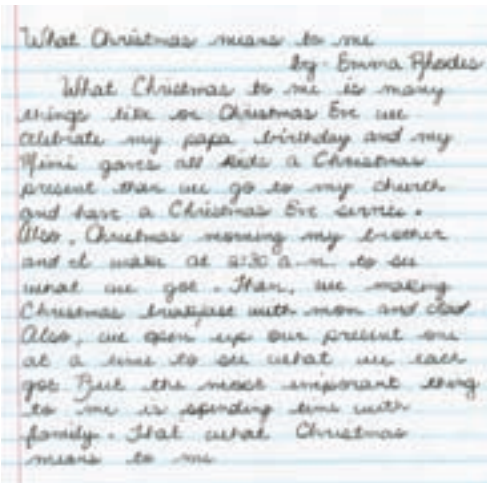 What Christmas means to me
by Emma Rhodes
What Christmas to me is many
things like on Christmas Eve we
celebrate my papa birthday and my
Mimi gaves all kids a Christmas
present than we go to my church
and have a Christmas Eve service.
Also, Christmas morning my brother
and I wake at 2:30 a.m. to see
what we got. Than, we making
Christmas breakfast with mom and dad
Also, we open up our present one
at a time to see what we each
got But the most imporant thing
to me is spending time with
family. That what Christmas
means to me